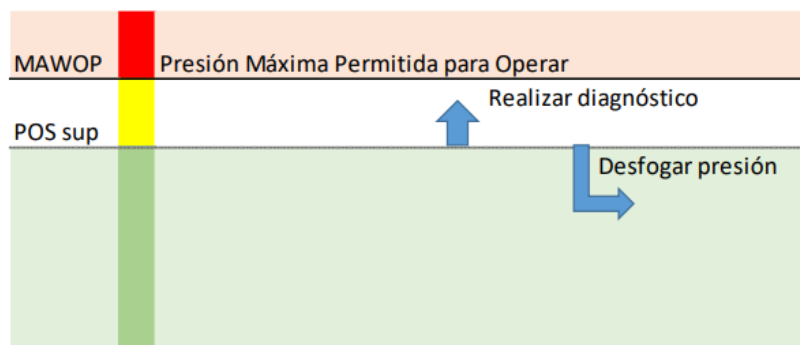 MAWOP Presión Máxima Permitida para Operar
Realizar diagnóstico
POS sup
Desfogar presión